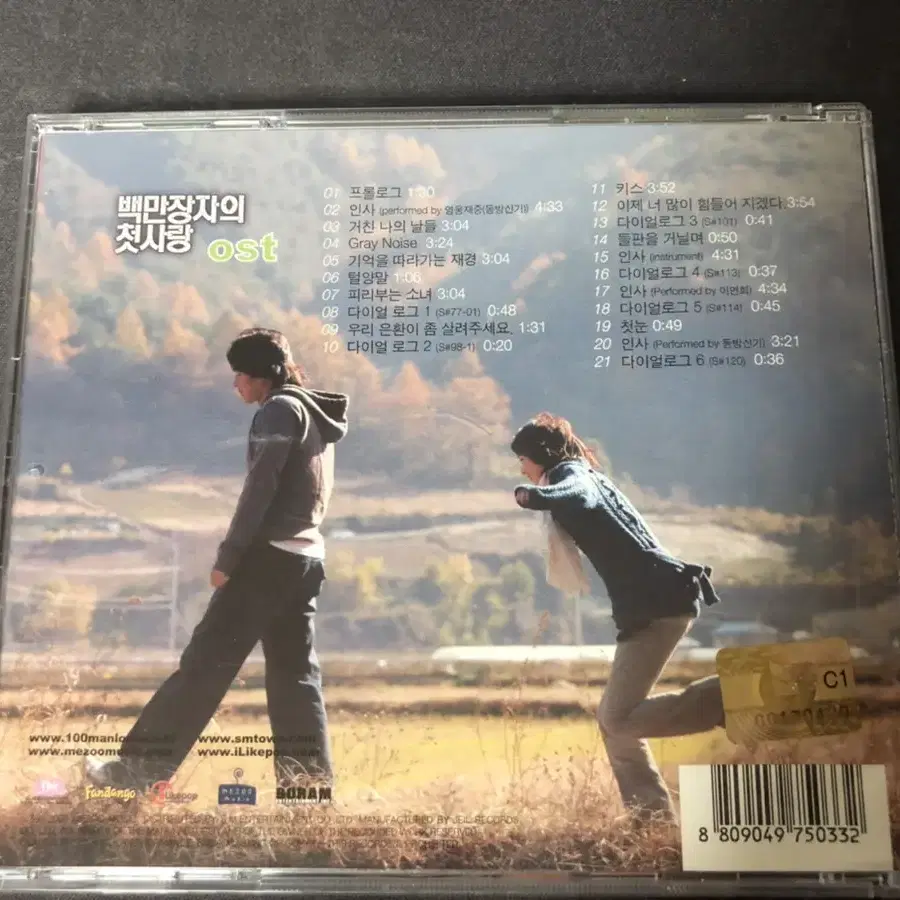 백만장자의
첫사랑 ost
01 프롤로그 1:30
02 인사 (performed by 영웅재중(동방신기)) 4:33
03 거친 나의 날들 3:04
04 Gray Noise 3:24
05 기억을 따라가는 재경 3:04
06 털양말 1:06
07 피리부는 소녀 3:04
08 다이얼 로그 1 (S#77-01) 0:48
09 우리 은환이 좀 살려주세요. 1:31
10 다이얼 로그 2 (S#98-1) 0:20
11 키스 3:52
12 이제 너 많이 힘들어 지겠다 3:54
13 다이얼로그 3 (S#101) 0:41
14 들판을 거닐며 0:50
15 인사 (instrument) 4:31
16 다이얼로그 4 (S#113) 0:37
17 인사 (Performed by 이연희) 4:34
18 다이얼로그 5 (S#114) 0:45
19 첫눈 0:49
20 인사 (Performed by 동방신기) 3:21
21 다이얼로그 6 (S#120) 0:36
C1
www.smtown.com
www.iLikepop.com
Fandango
iLikepop
MEZOO
BORAM
ENTERTAINMENT INC.
MANUFACTURED BY JEIL RECORDS
8 809049 750332